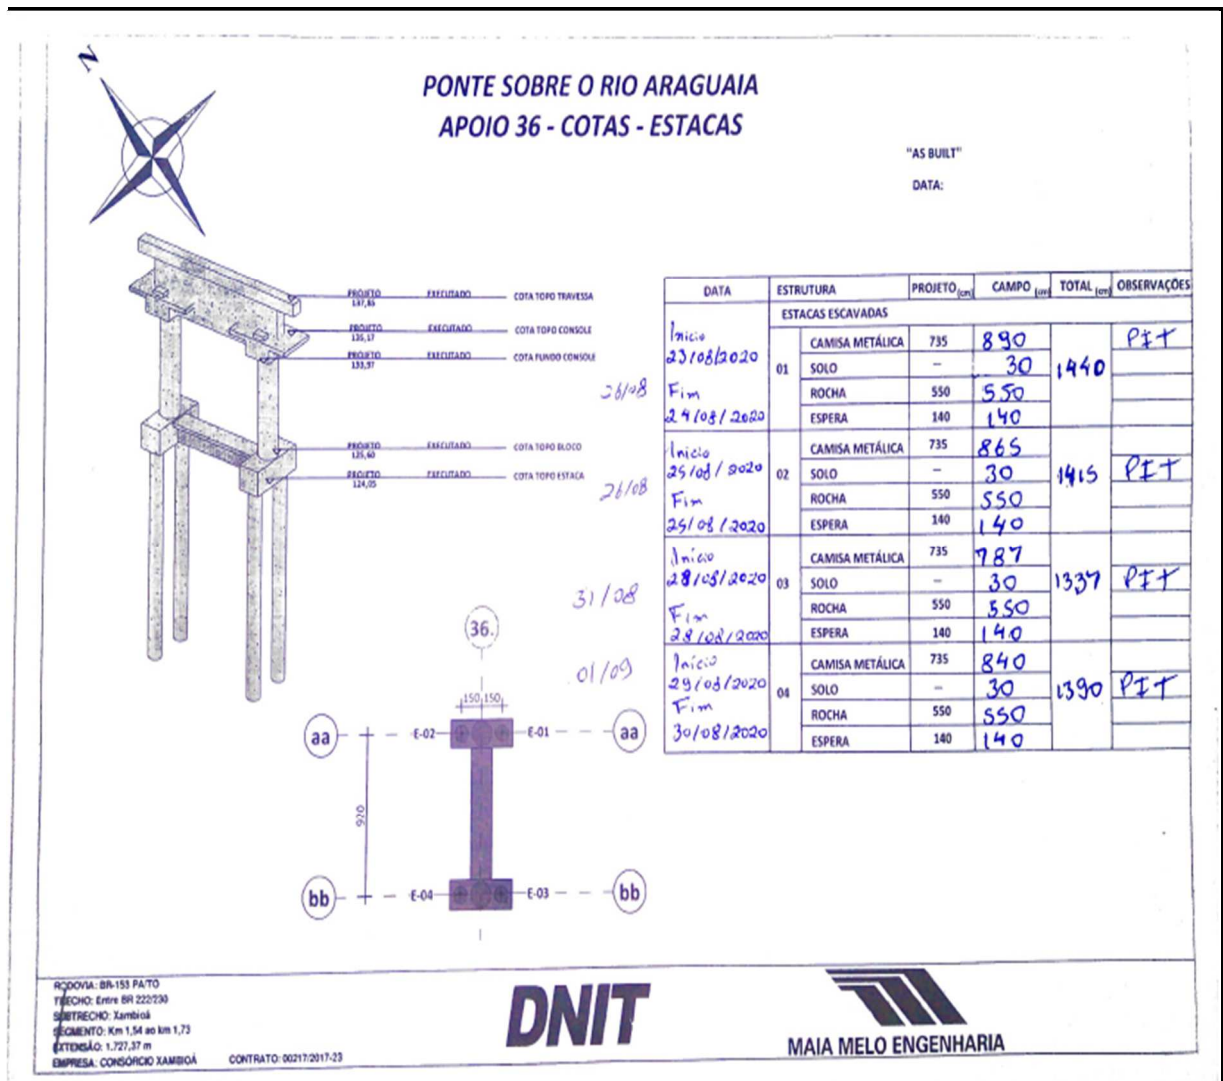 N
PONTE SOBRE O RIO ARAGUAIA
APOIO 36 - COTAS - ESTACAS
"AS BUILT"
DATA:
PROJETO EXECUTADO COTA TOPO TRAVESSA
137,85
PROJETO EXECUTADO COTA TOPO CONSOLE
135,17
PROJETO EXECUTADO COTA FUNDO CONSOLE
133,97
PROJETO EXECUTADO COTA TOPO BLOCO
125,60
PROJETO EXECUTADO COTA TOPO ESTACA
124,05
26/08
26/08
31/08
01/09
DATA ESTRUTURA PROJETO (cm) CAMPO (cm) TOTAL (cm) OBSERVAÇÕES
ESTACAS ESCAVADAS
Início
23/08/2020
Fim
24/08/2020
01
CAMISA METÁLICA 735 890 PIT
SOLO – 30
1440
ROCHA 550 550
ESPERA 140 140
Início
25/08/2020
Fim
25/08/2020
02
CAMISA METÁLICA 735 865
SOLO – 30 1415 PIT
ROCHA 550 550
ESPERA 140 140
Início
28/08/2020
Fim
28/08/2020
03
CAMISA METÁLICA 735 787
SOLO – 30 1337 PIT
ROCHA 550 550
ESPERA 140 140
Início
29/08/2020
Fim
30/08/2020
04
CAMISA METÁLICA 735 840
SOLO – 30 1390 PIT
ROCHA 550 550
ESPERA 140 140
36.
150 150
aa E-02 E-01 aa
920
bb E-04 E-03 bb
RODOVIA: BR-153 PA/TO
TRECHO: Entre BR 222/230
SUBTRECHO: Xambioá
SEGMENTO: Km 1,54 ao km 1,73
EXTENSÃO: 1.727,37 m
EMPRESA: CONSÓRCIO XAMBIOÁ CONTRATO: 00217/2017-23
DNIT
MAIA MELO ENGENHARIA